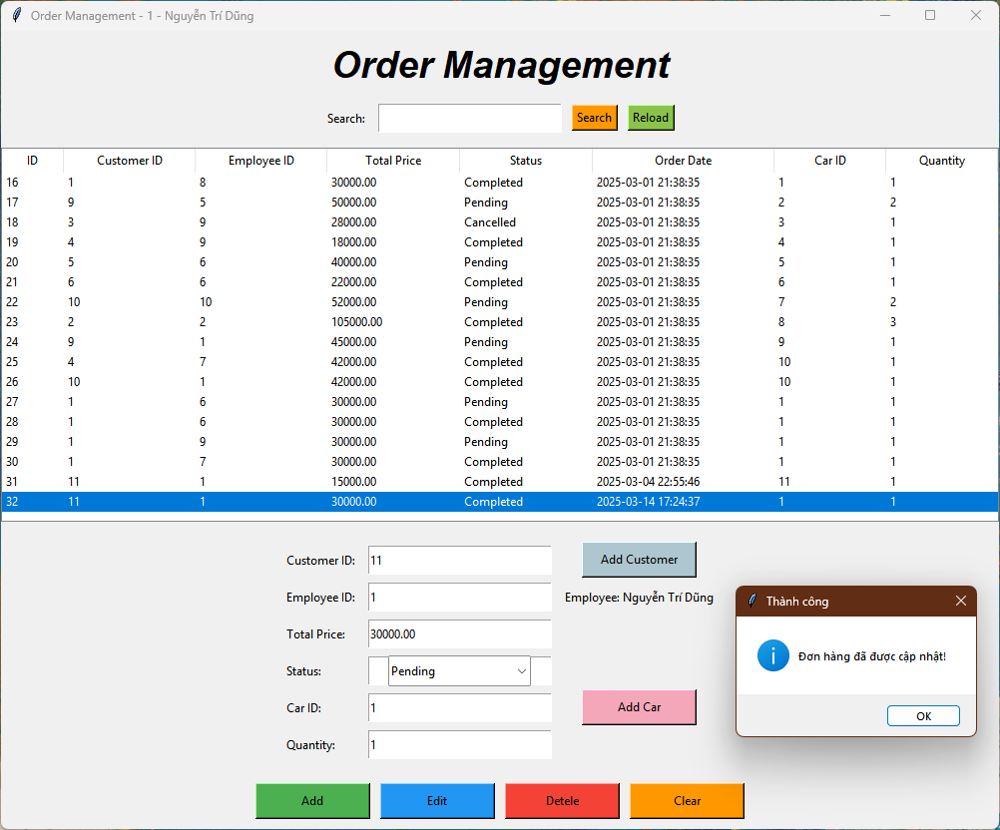 Order Management - 1 - Nguyễn Trí Dũng
Order Management
Search: Search Reload
ID Customer ID Employee ID Total Price Status Order Date Car ID Quantity
16 1 8 30000.00 Completed 2025-03-01 21:38:35 1 1
17 9 5 50000.00 Pending 2025-03-01 21:38:35 2 2
18 3 9 28000.00 Cancelled 2025-03-01 21:38:35 3 1
19 4 9 18000.00 Completed 2025-03-01 21:38:35 4 1
20 5 6 40000.00 Pending 2025-03-01 21:38:35 5 1
21 6 6 22000.00 Completed 2025-03-01 21:38:35 6 1
22 10 10 52000.00 Pending 2025-03-01 21:38:35 7 2
23 2 2 105000.00 Completed 2025-03-01 21:38:35 8 3
24 9 1 45000.00 Pending 2025-03-01 21:38:35 9 1
25 4 7 42000.00 Completed 2025-03-01 21:38:35 10 1
26 10 1 42000.00 Completed 2025-03-01 21:38:35 10 1
27 1 6 30000.00 Pending 2025-03-01 21:38:35 1 1
28 1 6 30000.00 Completed 2025-03-01 21:38:35 1 1
29 1 9 30000.00 Pending 2025-03-01 21:38:35 1 1
30 1 7 30000.00 Completed 2025-03-01 21:38:35 1 1
31 11 1 15000.00 Completed 2025-03-04 22:55:46 11 1
32 11 1 30000.00 Completed 2025-03-14 17:24:37 1 1
Customer ID: 11 Add Customer
Employee ID: 1 Employee: Nguyễn Trí Dũng
Total Price: 30000.00
Status: Pending
Car ID: 1 Add Car
Quantity: 1
Add Edit Detele Clear
Thành công
Đơn hàng đã được cập nhật!
OK